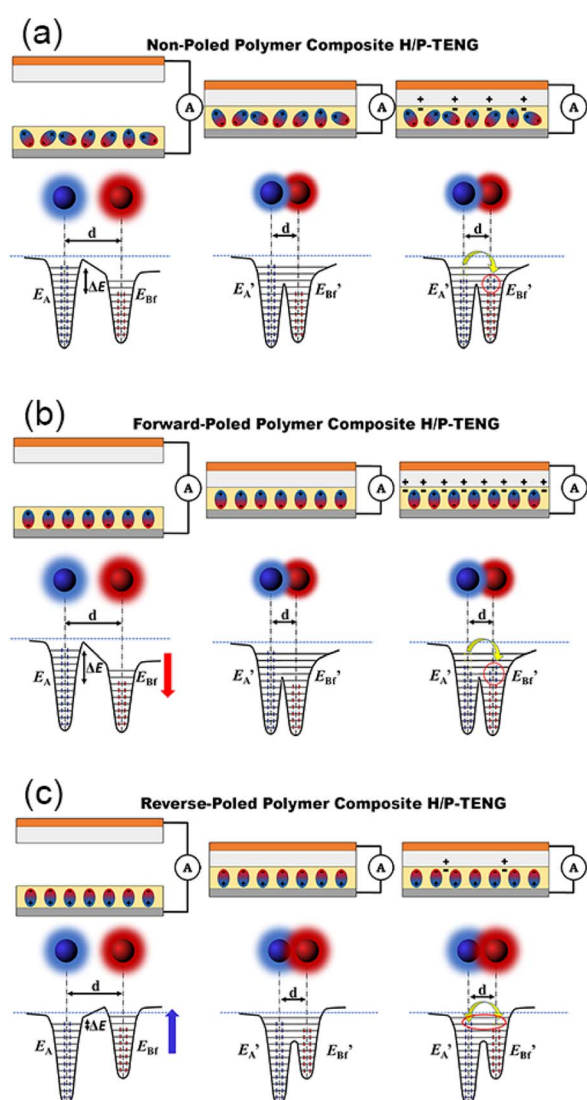 (a)
Non-Poled Polymer Composite H/P-TENG
A
A
A
+ + + +
- - - -
d
d
d
ΔE
E_A
E_Bf
E_A'
E_Bf'
E_A'
E_Bf'
(b)
Forward-Poled Polymer Composite H/P-TENG
A
A
A
+ + + + + + + +
- - - - - - - -
d
d
d
ΔE
E_A
E_Bf
E_A'
E_Bf'
E_A'
E_Bf'
(c)
Reverse-Poled Polymer Composite H/P-TENG
A
A
A
+ +
- -
d
d
d
ΔE
E_A
E_Bf
E_A'
E_Bf'
E_A'
E_Bf'